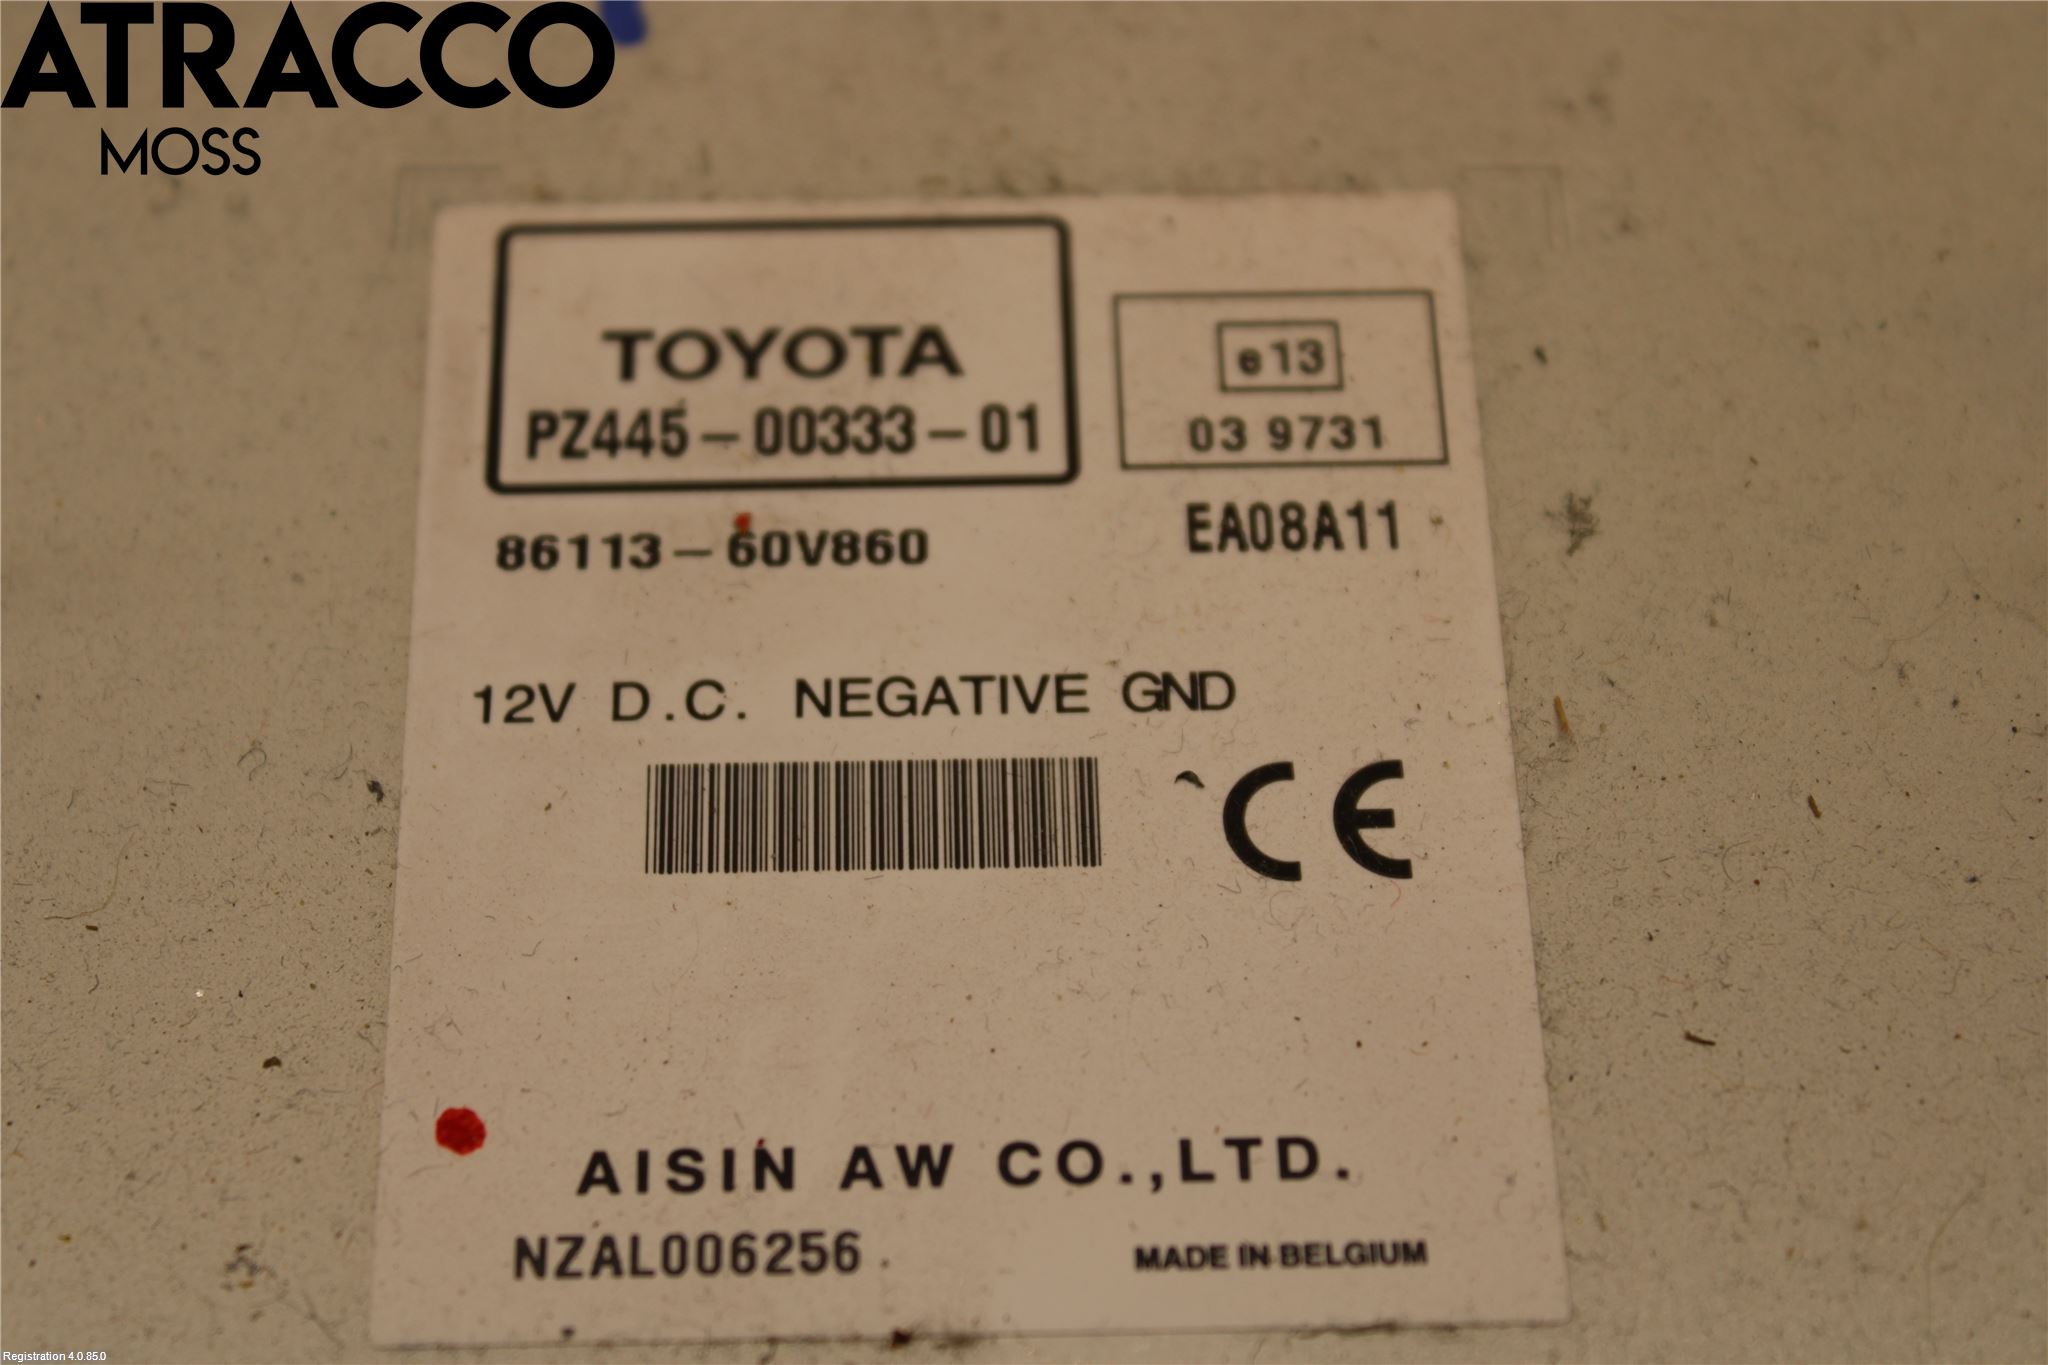 ATRACCO
MOSS
TOYOTA
PZ445-00333-01
e13
03 9731
86113-60V860
EA08A11
12V D.C. NEGATIVE GND
CE
AISIN AW CO.,LTD.
NZAL006256
MADE IN BELGIUM
Registration 4.0.85.0